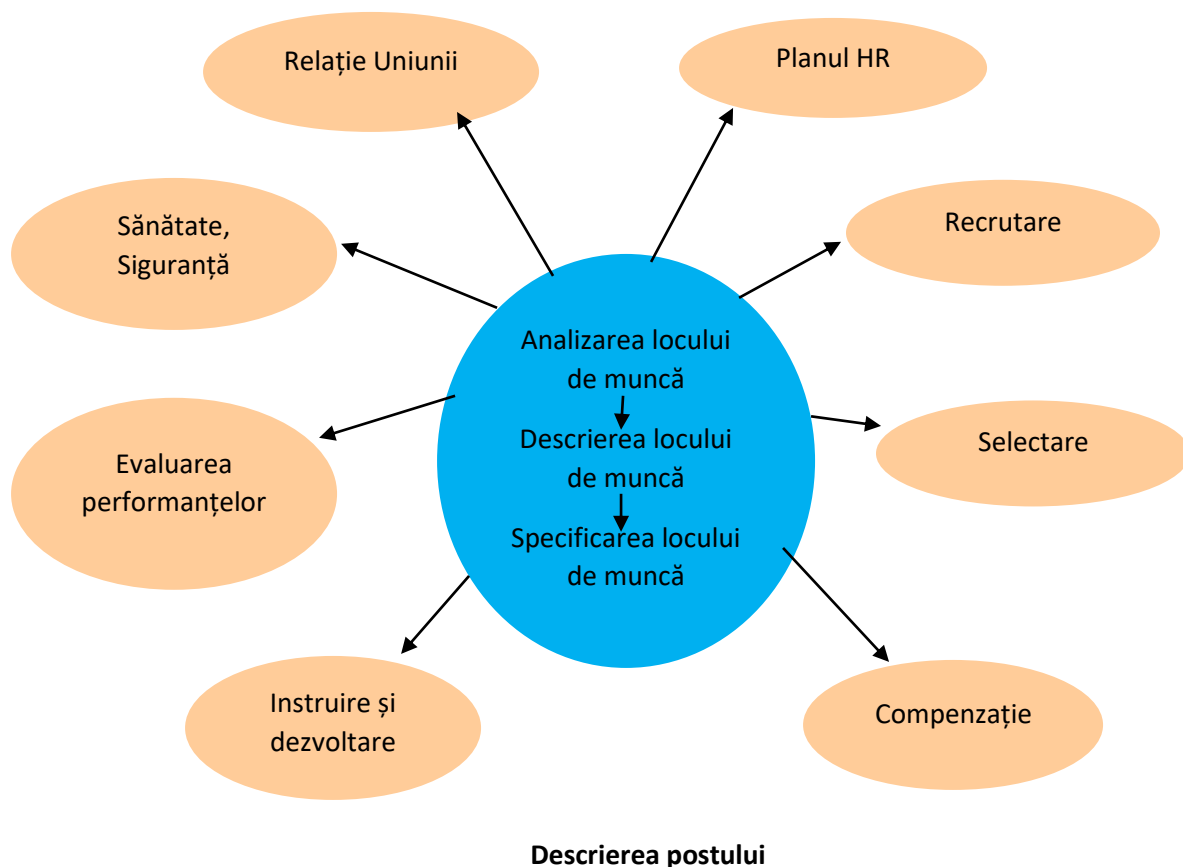 Relație Uniunii
Planul HR
Sănătate,
Siguranță
Recrutare
Analizarea locului
de muncă
Descrierea locului
de muncă
Specificarea locului
de muncă
Selectare
Evaluarea
performanțelor
Instruire și
dezvoltare
Compenzație
Descrierea postului